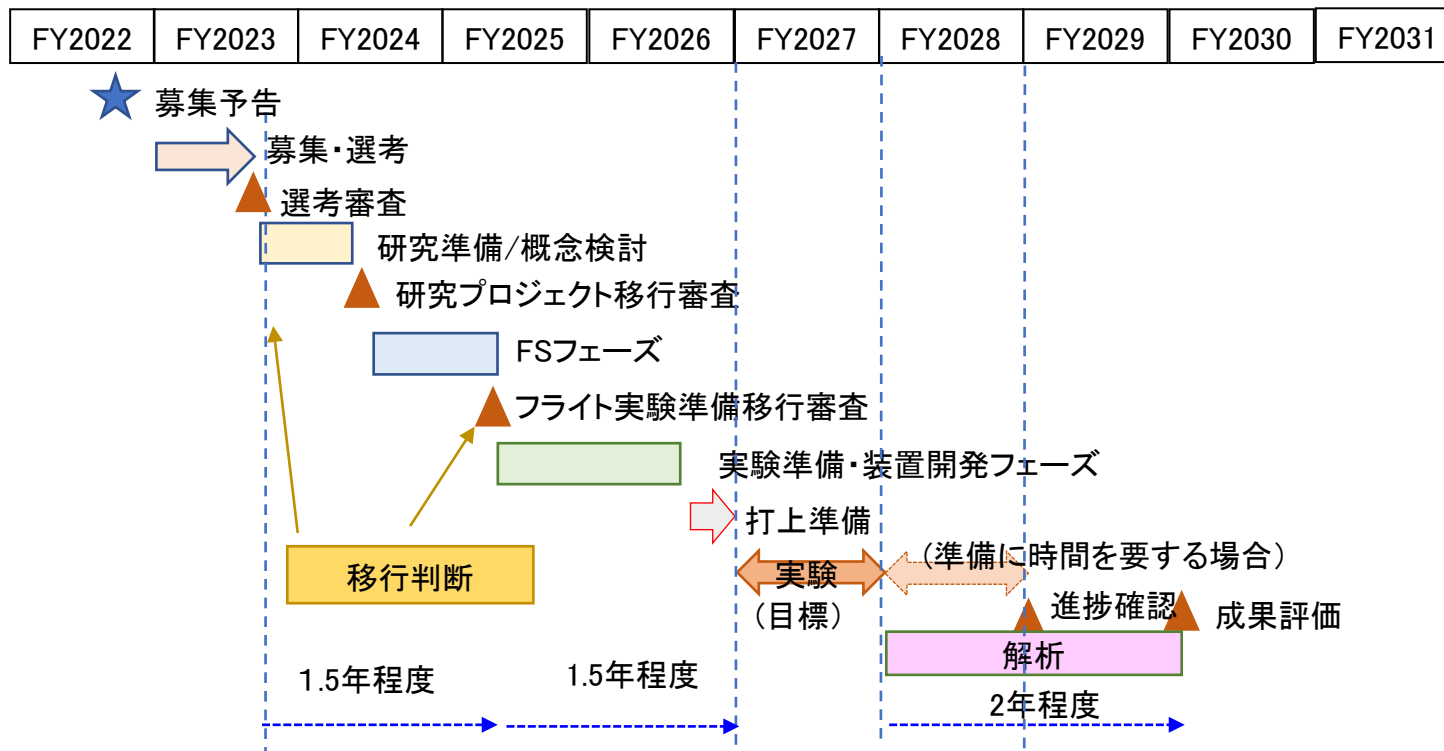 FY2022 FY2023 FY2024 FY2025 FY2026 FY2027 FY2028 FY2029 FY2030 FY2031
募集予告
募集・選考
選考審査
研究準備/概念検討
研究プロジェクト移行審査
FSフェーズ
フライト実験準備移行審査
実験準備・装置開発フェーズ
打上準備
移行判断
実験
(目標)
(準備に時間を要する場合)
進捗確認
成果評価
解析
1.5年程度
1.5年程度
2年程度